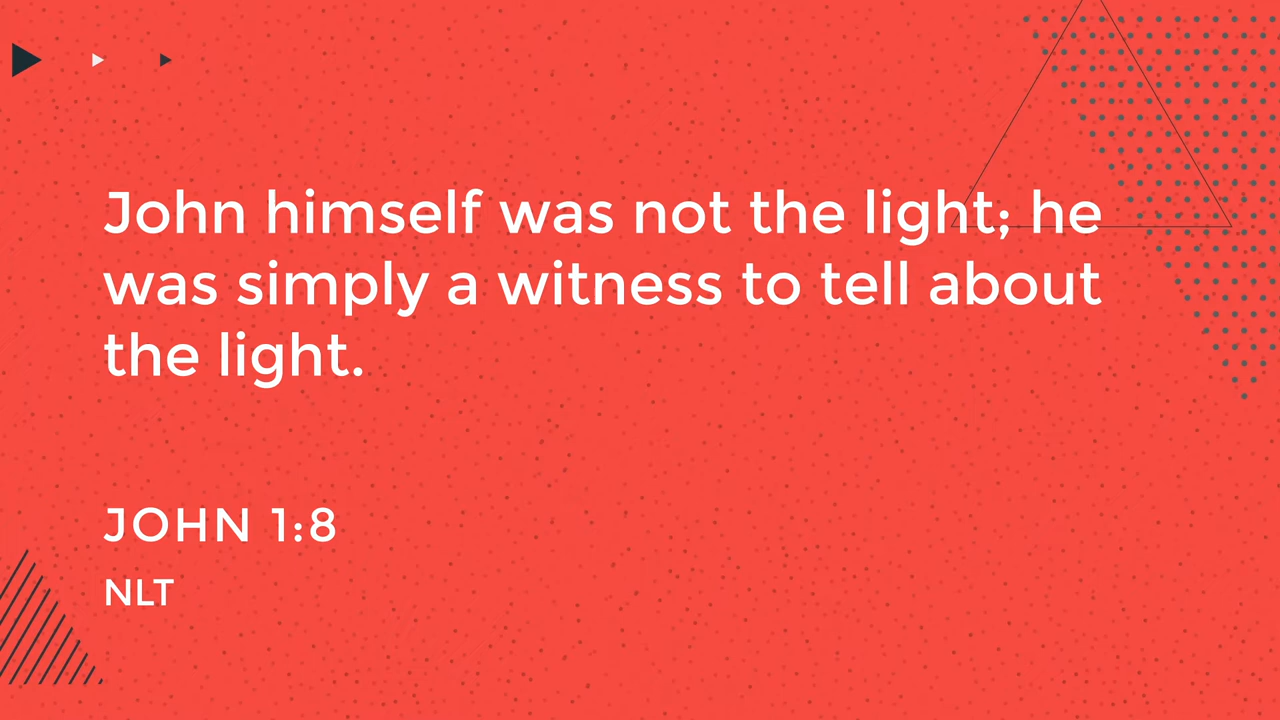 John himself was not the light; he
was simply a witness to tell about
the light.
JOHN 1:8
NLT